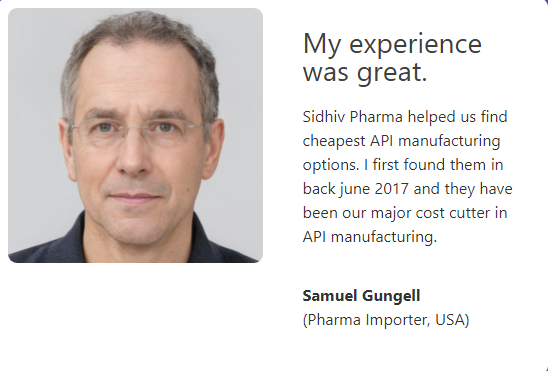 My experience
was great.
Sidhiv Pharma helped us find
cheapest API manufacturing
options. I first found them in
back june 2017 and they have
been our major cost cutter in
API manufacturing.
Samuel Gungell
(Pharma Importer, USA)